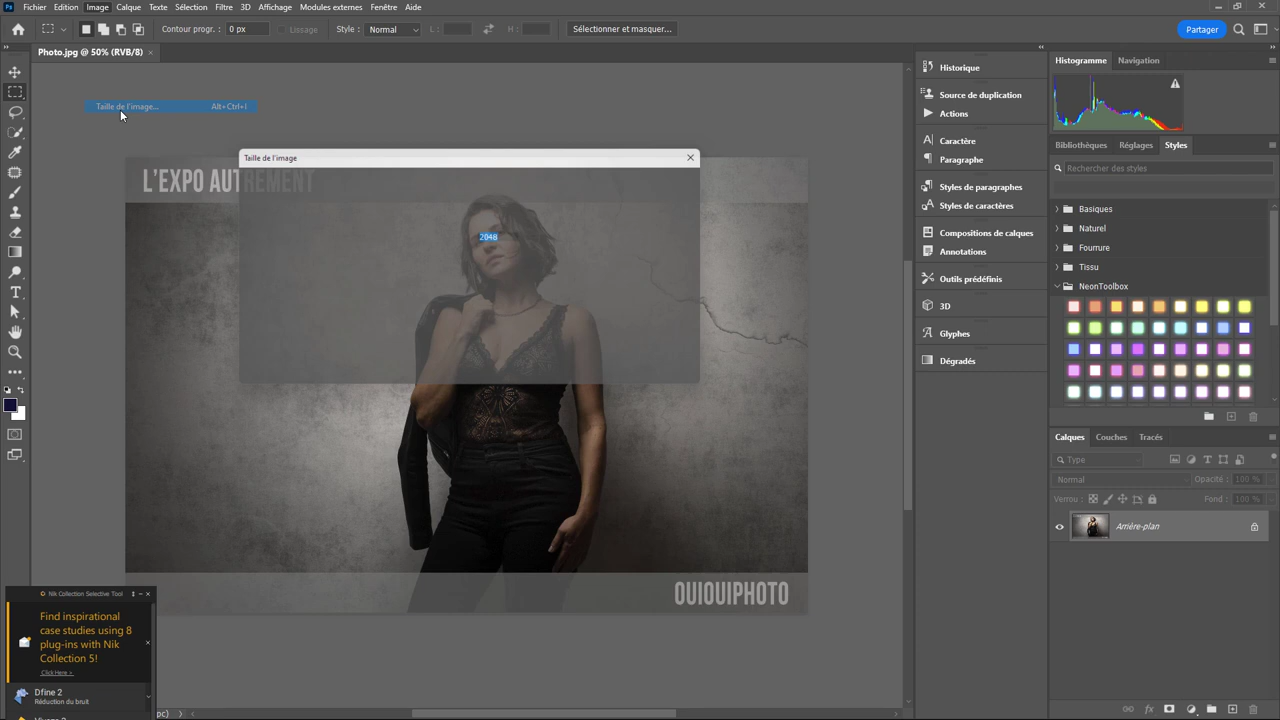 Fichier Edition Image Calque Texte Sélection Filtre 3D Affichage Modules externes Fenêtre Aide
Contour progr. : 0 px Lissage Style : Normal L : H : Sélectionner et masquer... Partager
Photo.jpg @ 50% (RVB/8) ×
Taille de l'image... Alt+Ctrl+I
Taille de l'image
2048
L'EXPO AUTREMENT
OUIOUIPHOTO
Nik Collection Selective Tool
Find inspirational
case studies using 8
plug-ins with Nik
Collection 5!
Click Here >
Dfine 2
Réduction du bruit
pc)
Historique
Source de duplication
Actions
Caractère
Paragraphe
Styles de paragraphes
Styles de caractères
Compositions de calques
Annotations
Outils prédéfinis
3D
Glyphes
Dégradés
Histogramme Navigation
Bibliothèques Réglages Styles
Rechercher des styles
Basiques
Naturel
Fourrure
Tissu
NeonToolbox
Calques Couches Tracés
Type
Normal Opacité : 100 %
Verrou : Fond : 100 %
Arrière-plan